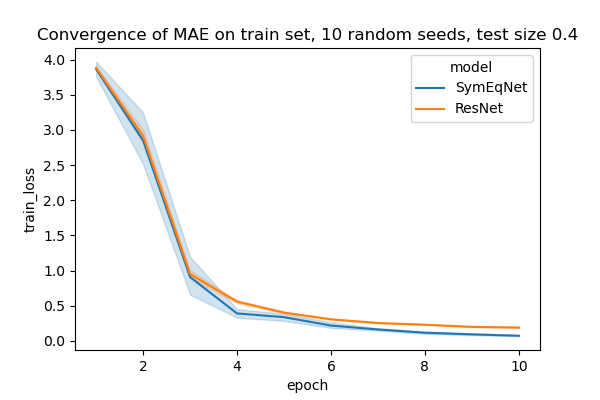 Convergence of MAE on train set, 10 random seeds, test size 0.4
model
SymEqNet
ResNet
train_loss
4.0
3.5
3.0
2.5
2.0
1.5
1.0
0.5
0.0
2 4 6 8 10
epoch